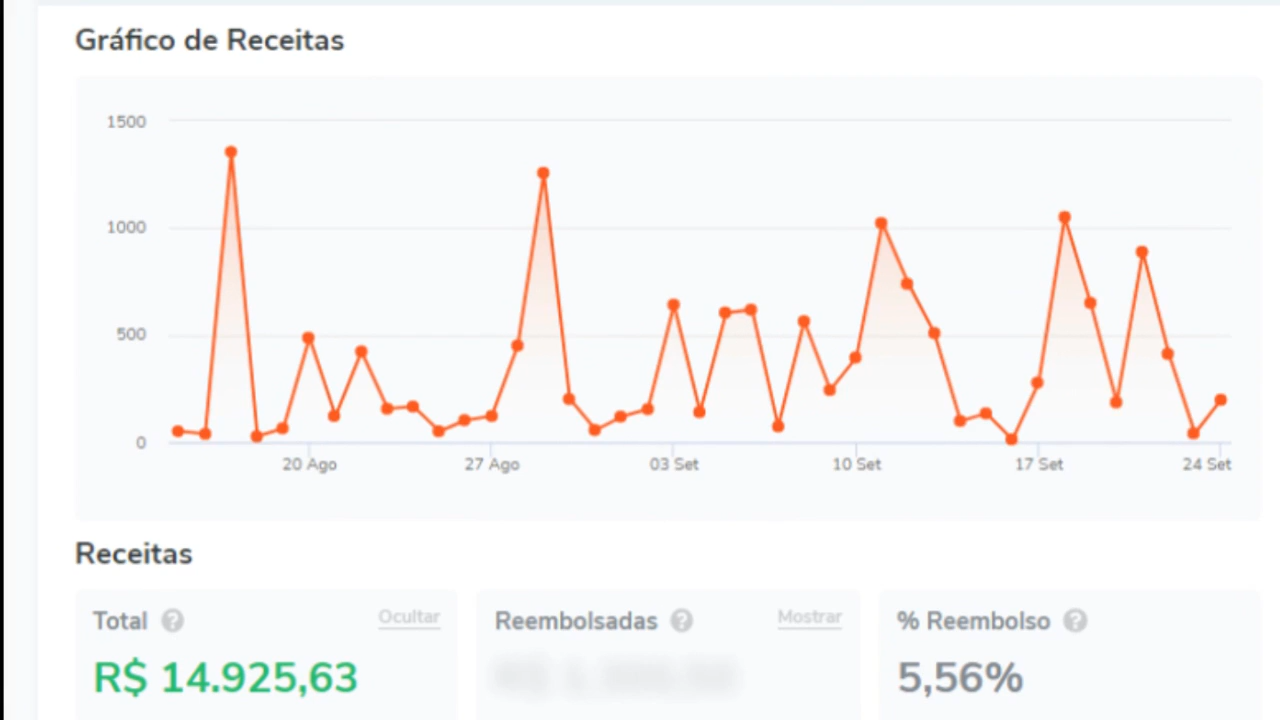 Gráfico de Receitas
1500
1000
500
0
20 Ago 27 Ago 03 Set 10 Set 17 Set 24 Set
Receitas
Total ? Ocultar Reembolsadas ? Mostrar % Reembolso ?
R$ 14.925,63 5,56%